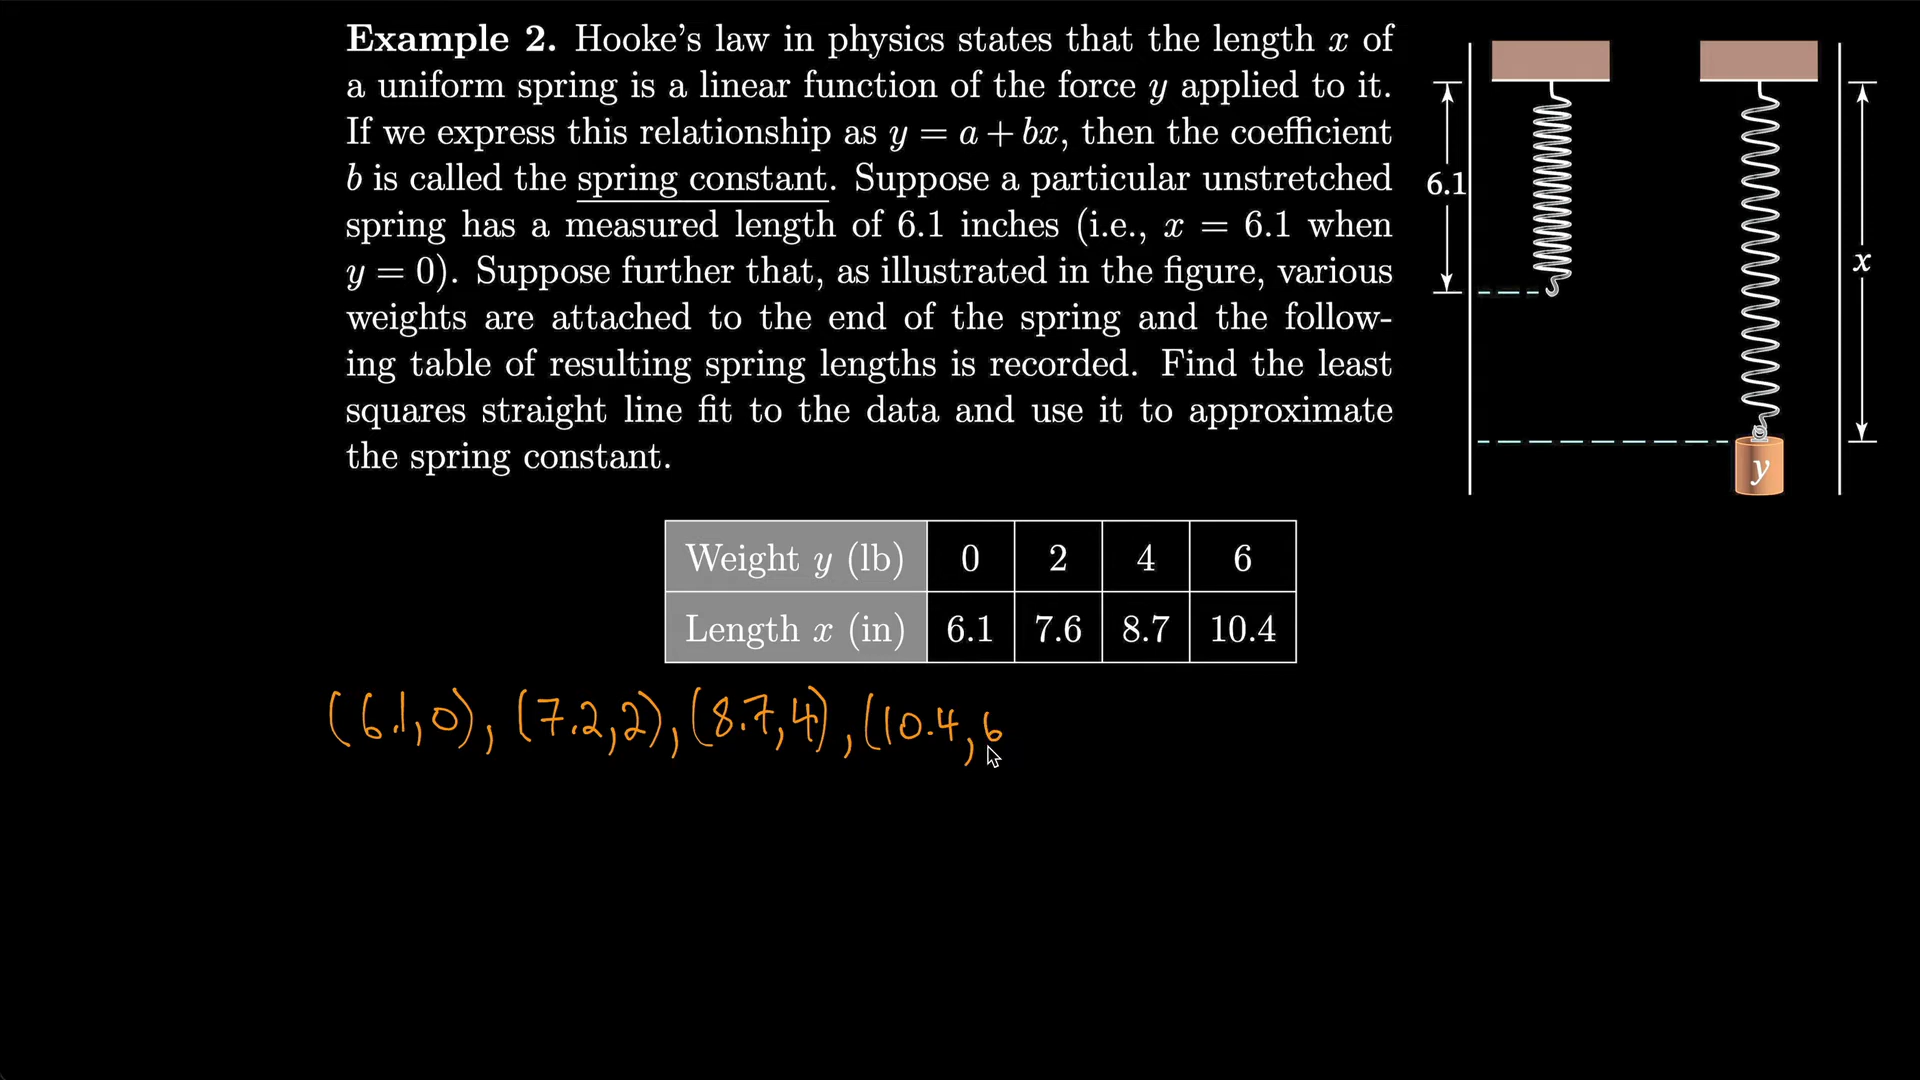 Example 2. Hooke's law in physics states that the length x of
a uniform spring is a linear function of the force y applied to it.
If we express this relationship as y = a + bx, then the coefficient
b is called the spring constant. Suppose a particular unstretched
spring has a measured length of 6.1 inches (i.e., x = 6.1 when
y = 0). Suppose further that, as illustrated in the figure, various
weights are attached to the end of the spring and the follow-
ing table of resulting spring lengths is recorded. Find the least
squares straight line fit to the data and use it to approximate
the spring constant.
6.1
x
y
Weight y (lb) 0 2 4 6
Length x (in) 6.1 7.6 8.7 10.4
(6.1,0), (7.2,2), (8.7,4), (10.4,6